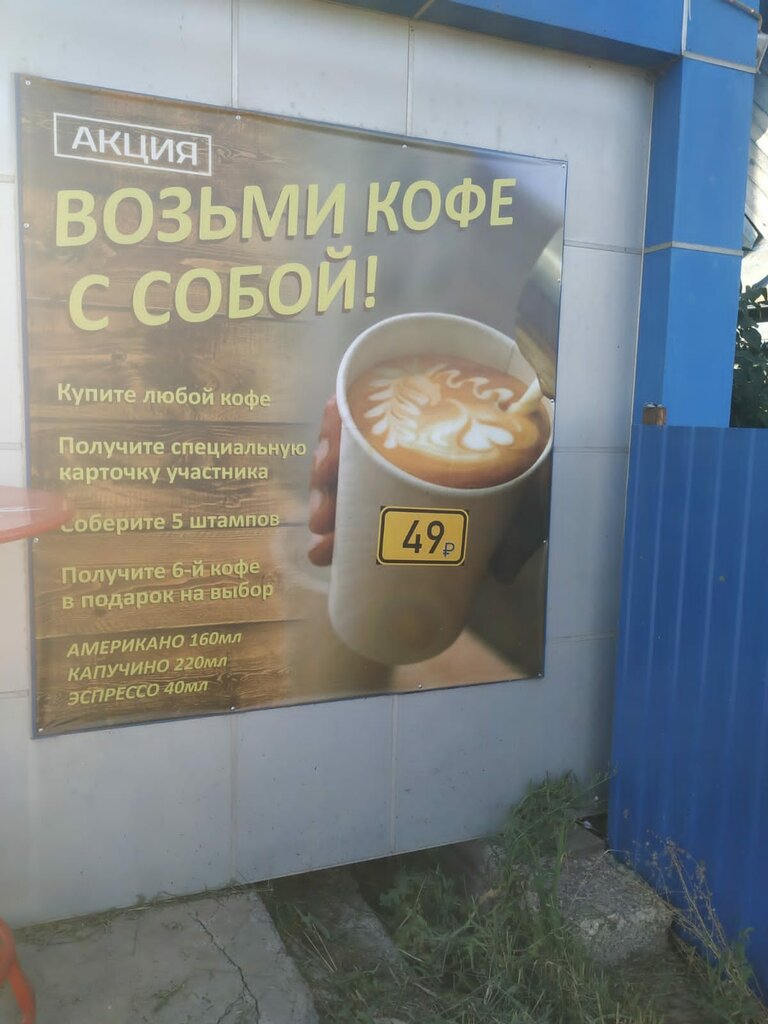 АКЦИЯ
ВОЗЬМИ КОФЕ
С СОБОЙ!
Купите любой кофе
Получите специальную
карточку участника
Соберите 5 штампов
Получите 6-й кофе
в подарок на выбор
49₽
АМЕРИКАНО 160мл
КАПУЧИНО 220мл
ЭСПРЕССО 40мл